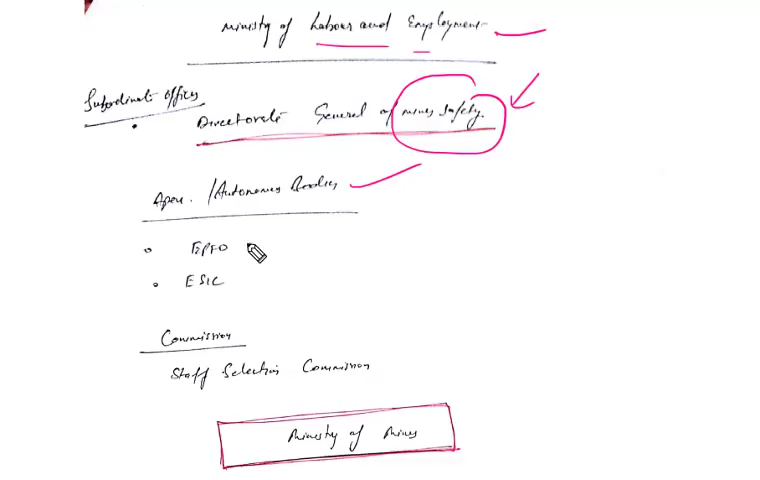 Ministry of Labour and Employment
Subordinate offices
Directorate General of mines safety.
Apex. /Autonomous Bodies
EPFO
ESIC
Commission
Staff Selection Commission
Ministry of Mines